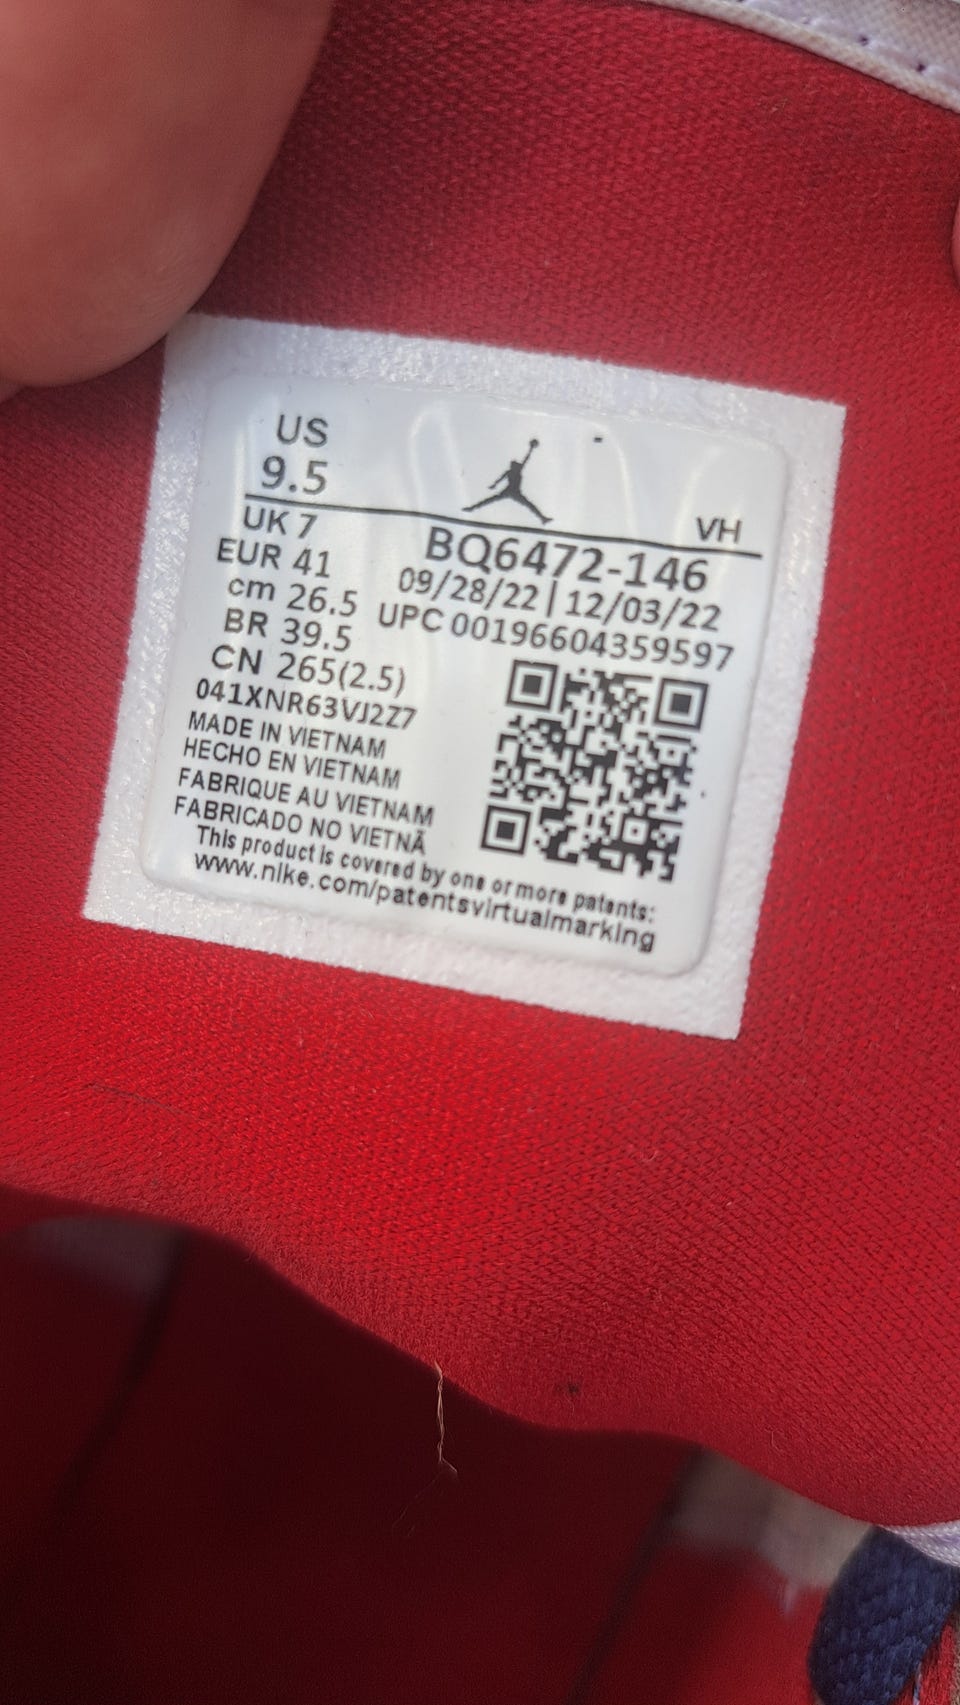 US
9.5
VH
UK 7
EUR 41
cm 26.5
BR 39.5
CN 265(2.5)
BQ6472-146
09/28/22 | 12/03/22
UPC 00196604359597
041XNR63VJ2Z7
MADE IN VIETNAM
HECHO EN VIETNAM
FABRIQUE AU VIETNAM
FABRICADO NO VIETNÃ
This product is covered by one or more patents:
www.nike.com/patentsvirtualmarking